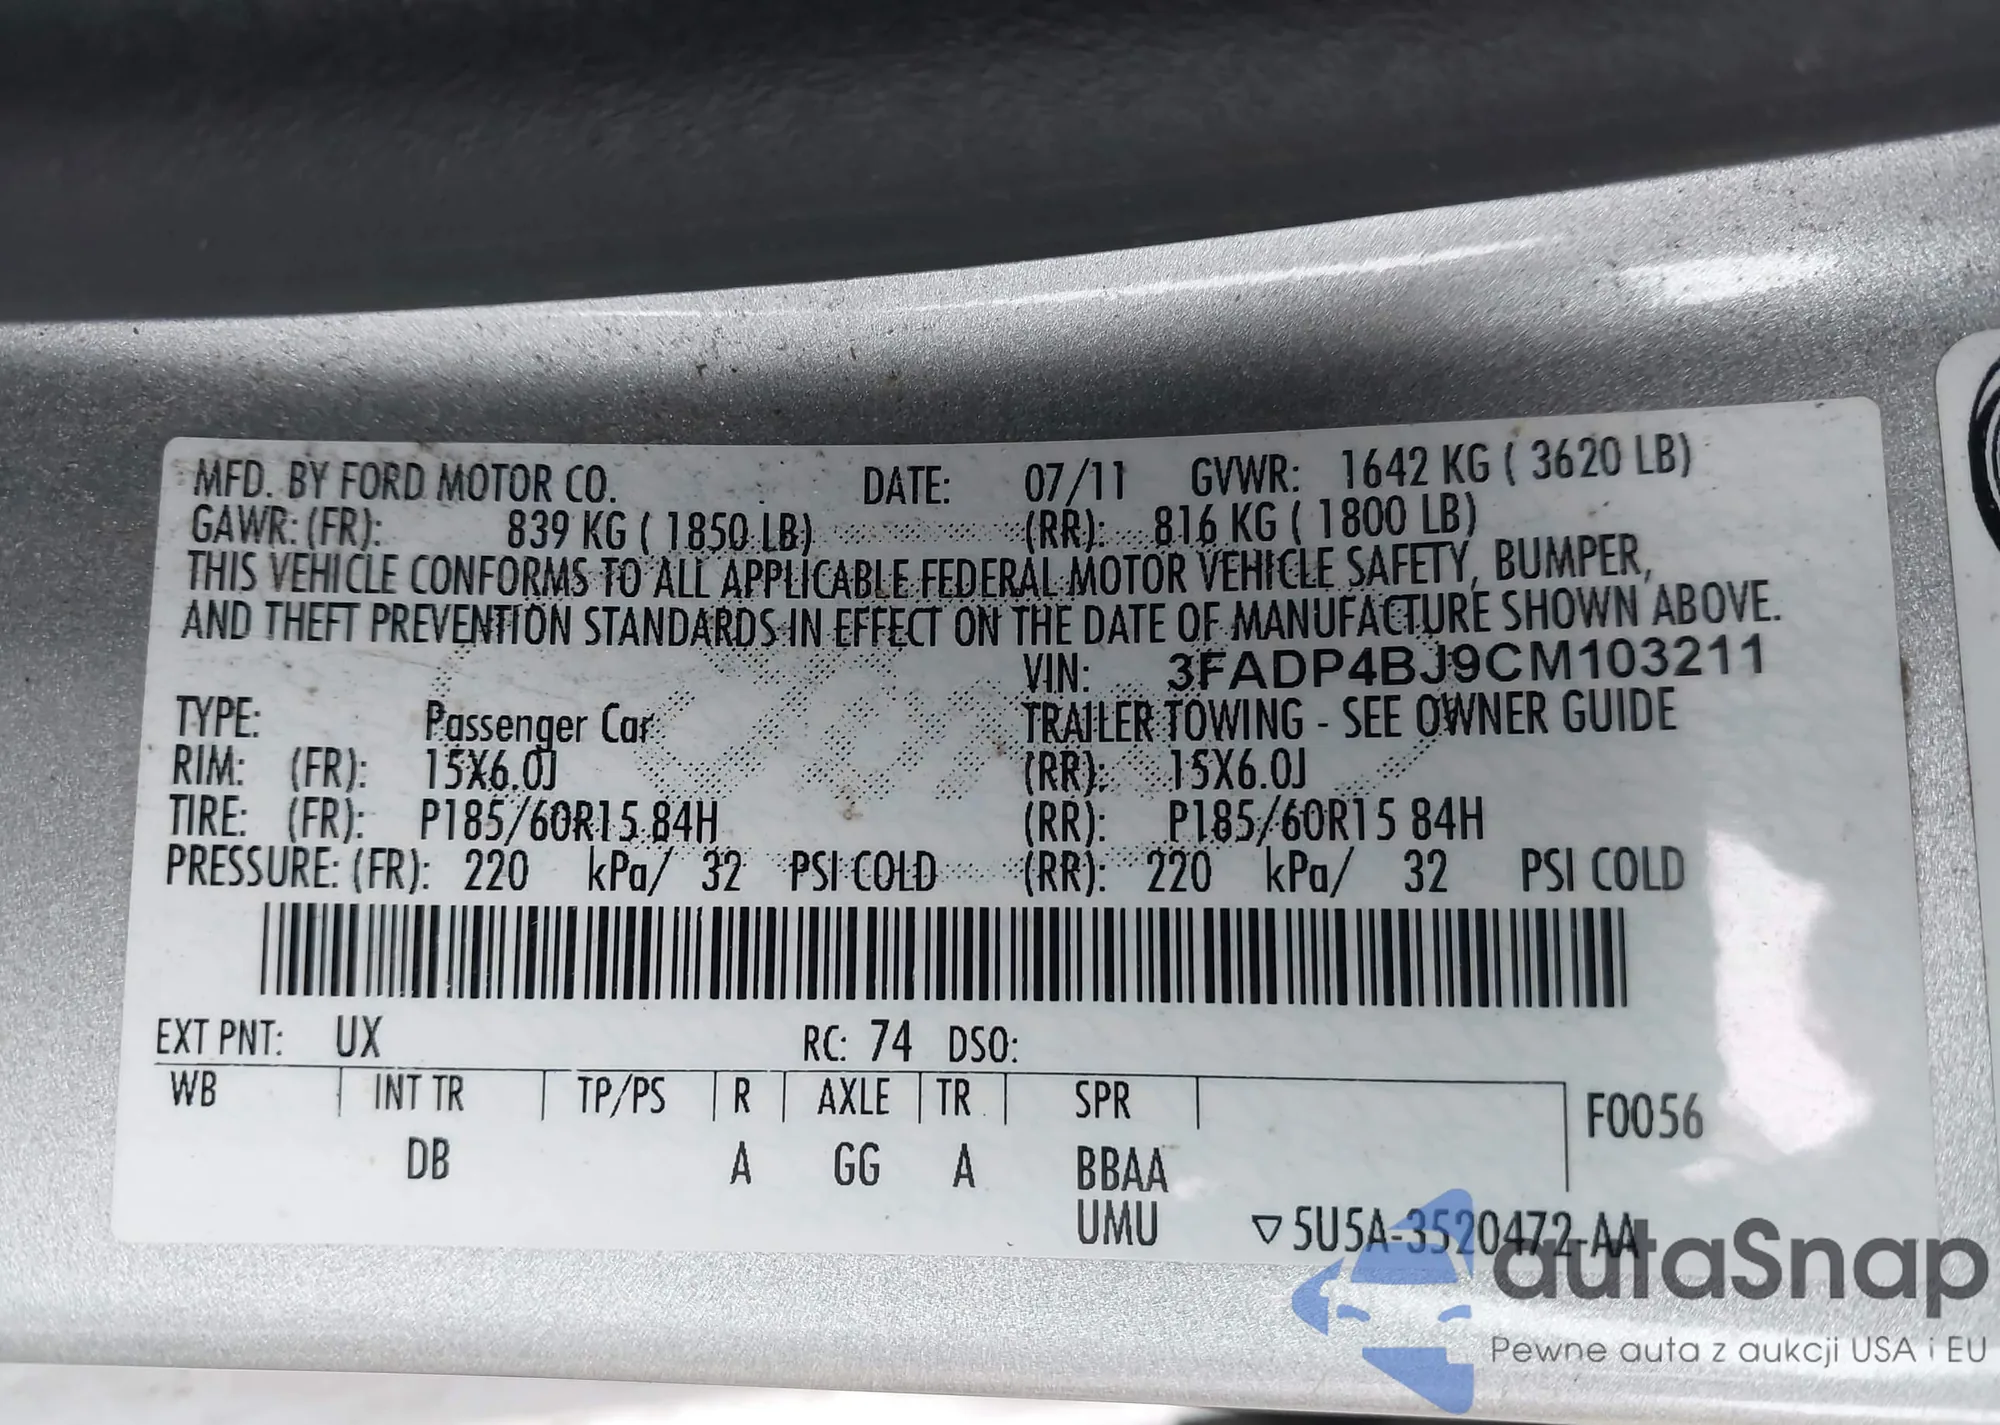 MFD. BY FORD MOTOR CO. DATE: 07/11 GVWR: 1642 KG ( 3620 LB)
GAWR: (FR): 839 KG ( 1850 LB) (RR): 816 KG ( 1800 LB)
THIS VEHICLE CONFORMS TO ALL APPLICABLE FEDERAL MOTOR VEHICLE SAFETY, BUMPER,
AND THEFT PREVENTION STANDARDS IN EFFECT ON THE DATE OF MANUFACTURE SHOWN ABOVE.
VIN: 3FADP4BJ9CM103211
TYPE: Passenger Car TRAILER TOWING - SEE OWNER GUIDE
RIM: (FR): 15X6.0J (RR): 15X6.0J
TIRE: (FR): P185/60R15 84H (RR): P185/60R15 84H
PRESSURE: (FR): 220 kPa/ 32 PSI COLD (RR): 220 kPa/ 32 PSI COLD
EXT PNT: UX RC: 74 DSO:
WB INT TR TP/PS R AXLE TR SPR F0056
DB A GG A BBAA
UMU ▽5U5A-3520472-AA
autaSnap
Pewne auta z aukcji USA i EU